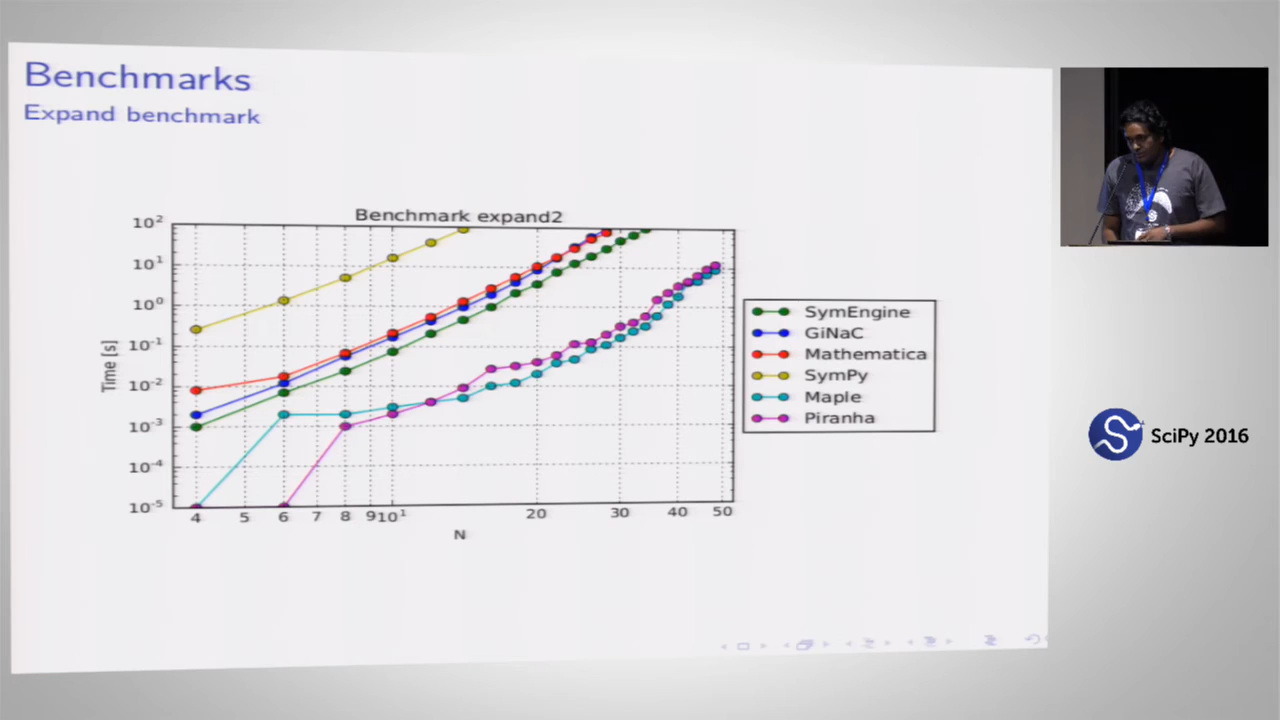 Benchmarks
Expand benchmark
Benchmark expand2
10²
10¹
10⁰
10⁻¹
10⁻²
10⁻³
10⁻⁴
10⁻⁵
Time [s]
4 5 6 7 8 9 10¹ 20 30 40 50
N
SymEngine
GiNaC
Mathematica
SymPy
Maple
Piranha
SciPy 2016